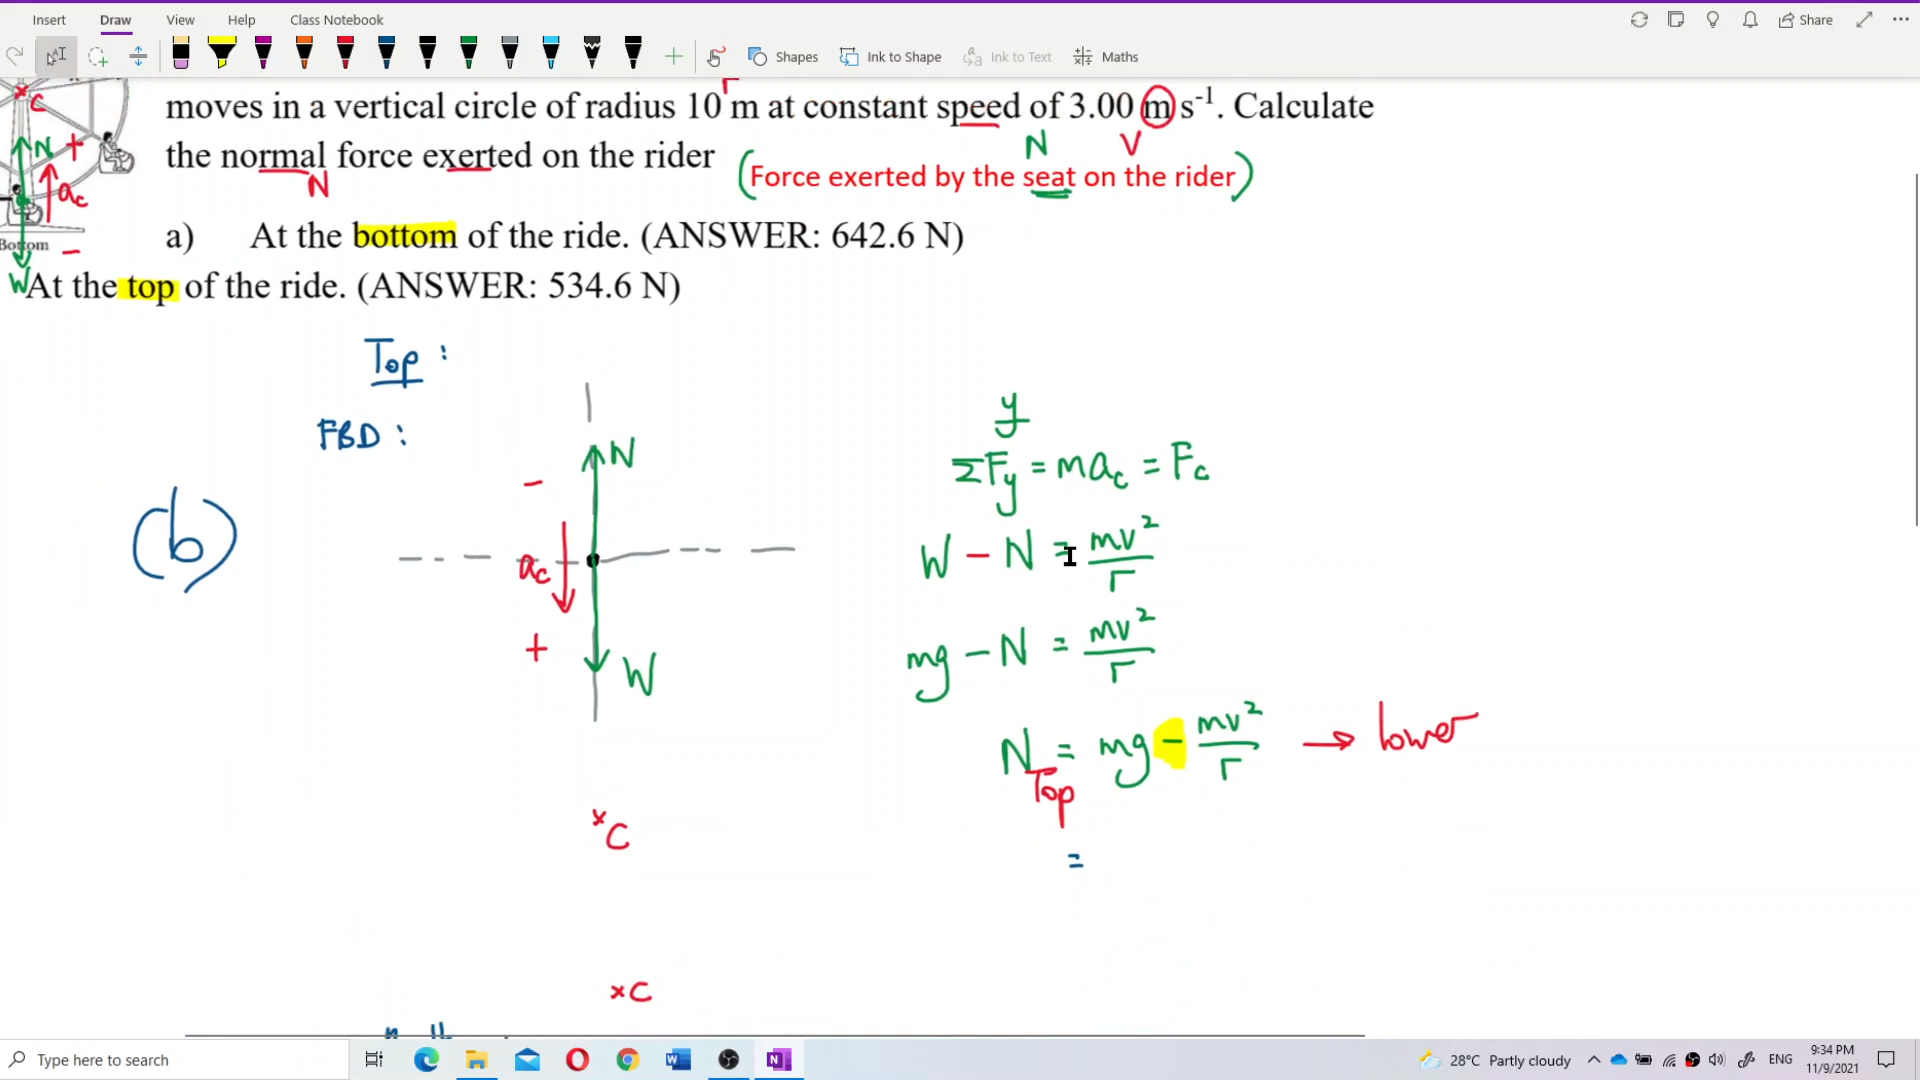 Insert Draw View Help Class Notebook
Share
Shapes Ink to Shape Ink to Text Maths
r
moves in a vertical circle of radius 10 m at constant speed of 3.00 m s⁻¹. Calculate
N V
the normal force exerted on the rider (Force exerted by the seat on the rider)
N
C
N +
ac
-
W
Bottom
a) At the bottom of the ride. (ANSWER: 642.6 N)
At the top of the ride. (ANSWER: 534.6 N)
Top :
FBD :
(b)
N
-
ac
+
W
xC
xC
y
ΣFy = mac = Fc
W - N = mv²/r
mg - N = mv²/r
N Top = mg - mv²/r → lower
=
Type here to search
28°C Partly cloudy
ENG
9:34 PM
11/9/2021